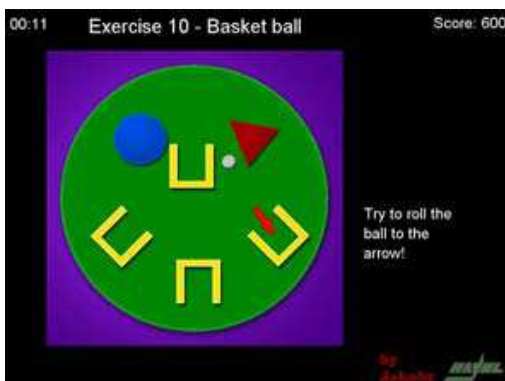 00:11
Exercise 10 - Basket ball
Score: 600
Try to roll the
ball to the
arrow!
by